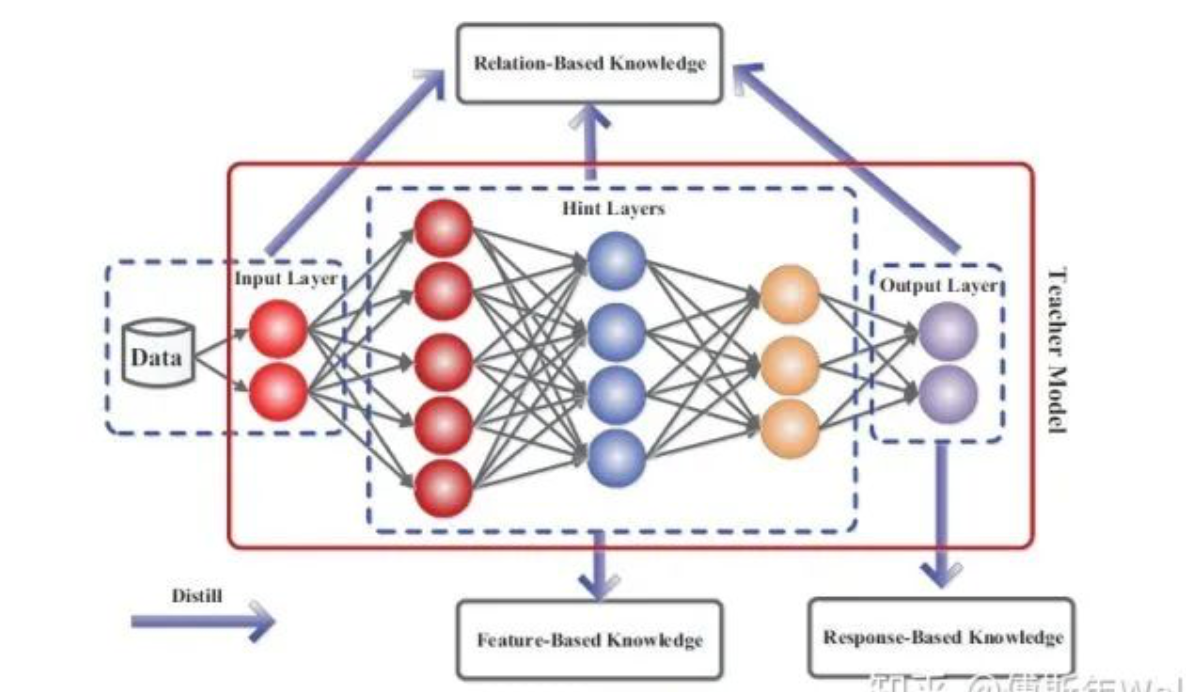 Relation-Based Knowledge
Hint Layers
Input Layer
Output Layer
Data
Teacher Model
Distill
Feature-Based Knowledge
Response-Based Knowledge
知乎